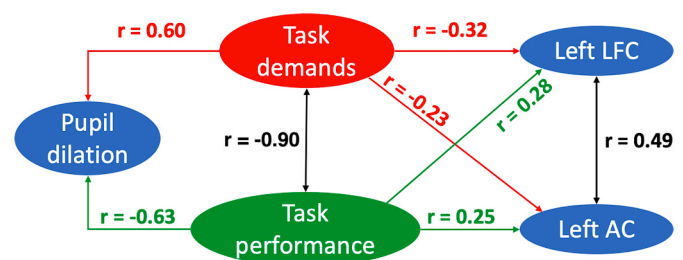 r = 0.60
Task
demands
r = -0.32
Left LFC
Pupil
dilation
r = -0.90
r = -0.23
r = 0.28
r = 0.49
r = -0.63
Task
performance
r = 0.25
Left AC